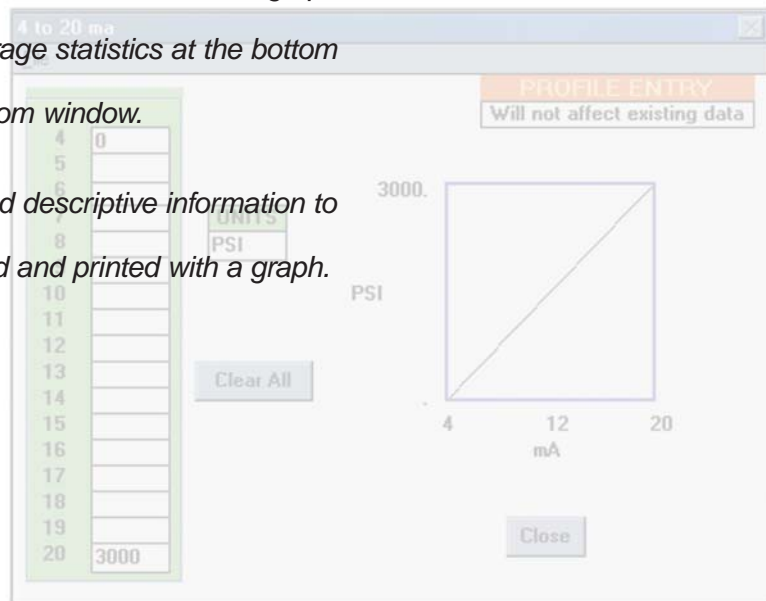 4 to 20 ma
rage statistics at the bottom
om window.
PROFILE ENTRY
Will not affect existing data
4 0
5
6
d descriptive information to
7
UNITS
8
PSI
d and printed with a graph.
10
11
12
13
14
15
16
17
18
19
20 3000
Clear All
3000.
PSI
4 12 20
mA
Close